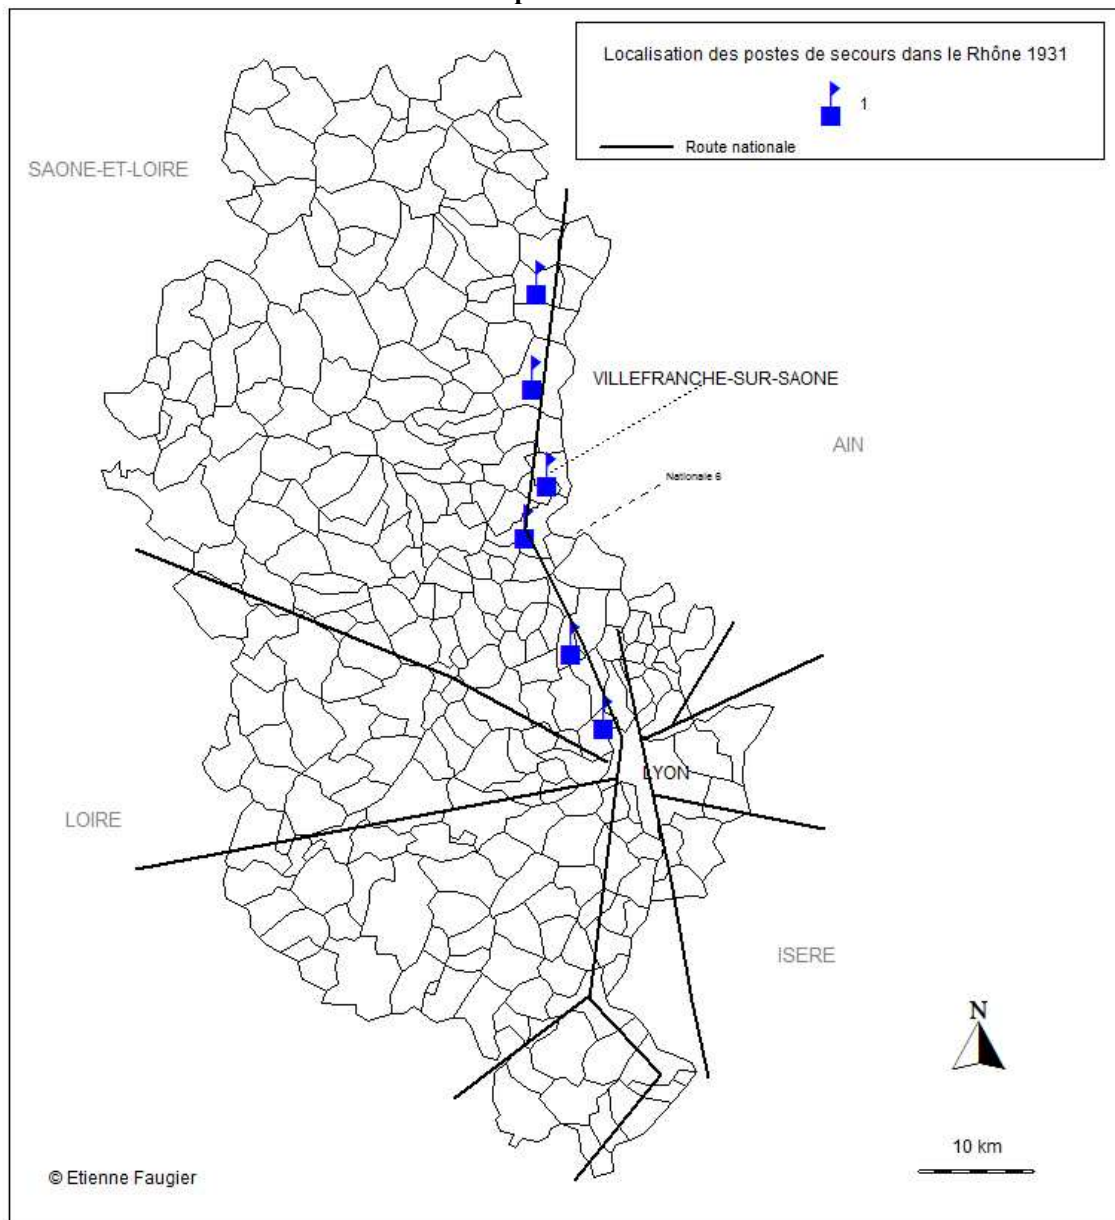 Localisation des postes de secours dans le Rhône 1931
1
Route nationale
SAONE-ET-LOIRE
VILLEFRANCHE-SUR-SAONE
AIN
Nationale 6
LYON
LOIRE
ISERE
N
10 km
© Etienne Faugier